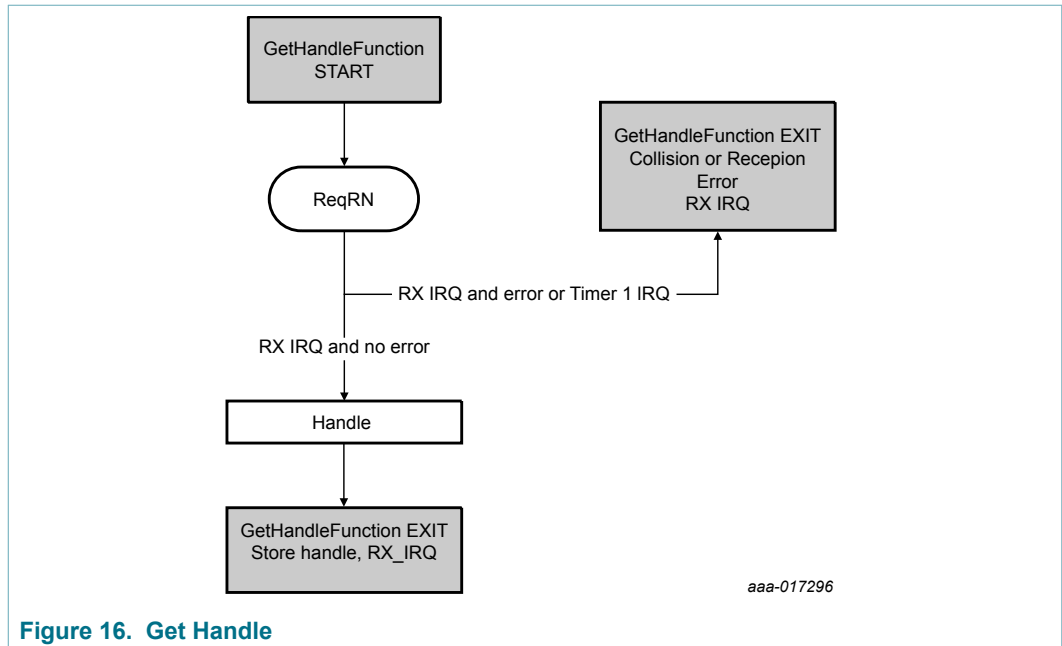 GetHandleFunction
START
GetHandleFunction EXIT
Collision or Recepion
Error
RX IRQ
ReqRN
RX IRQ and error or Timer 1 IRQ
RX IRQ and no error
Handle
GetHandleFunction EXIT
Store handle, RX_IRQ
aaa-017296
Figure 16. Get Handle